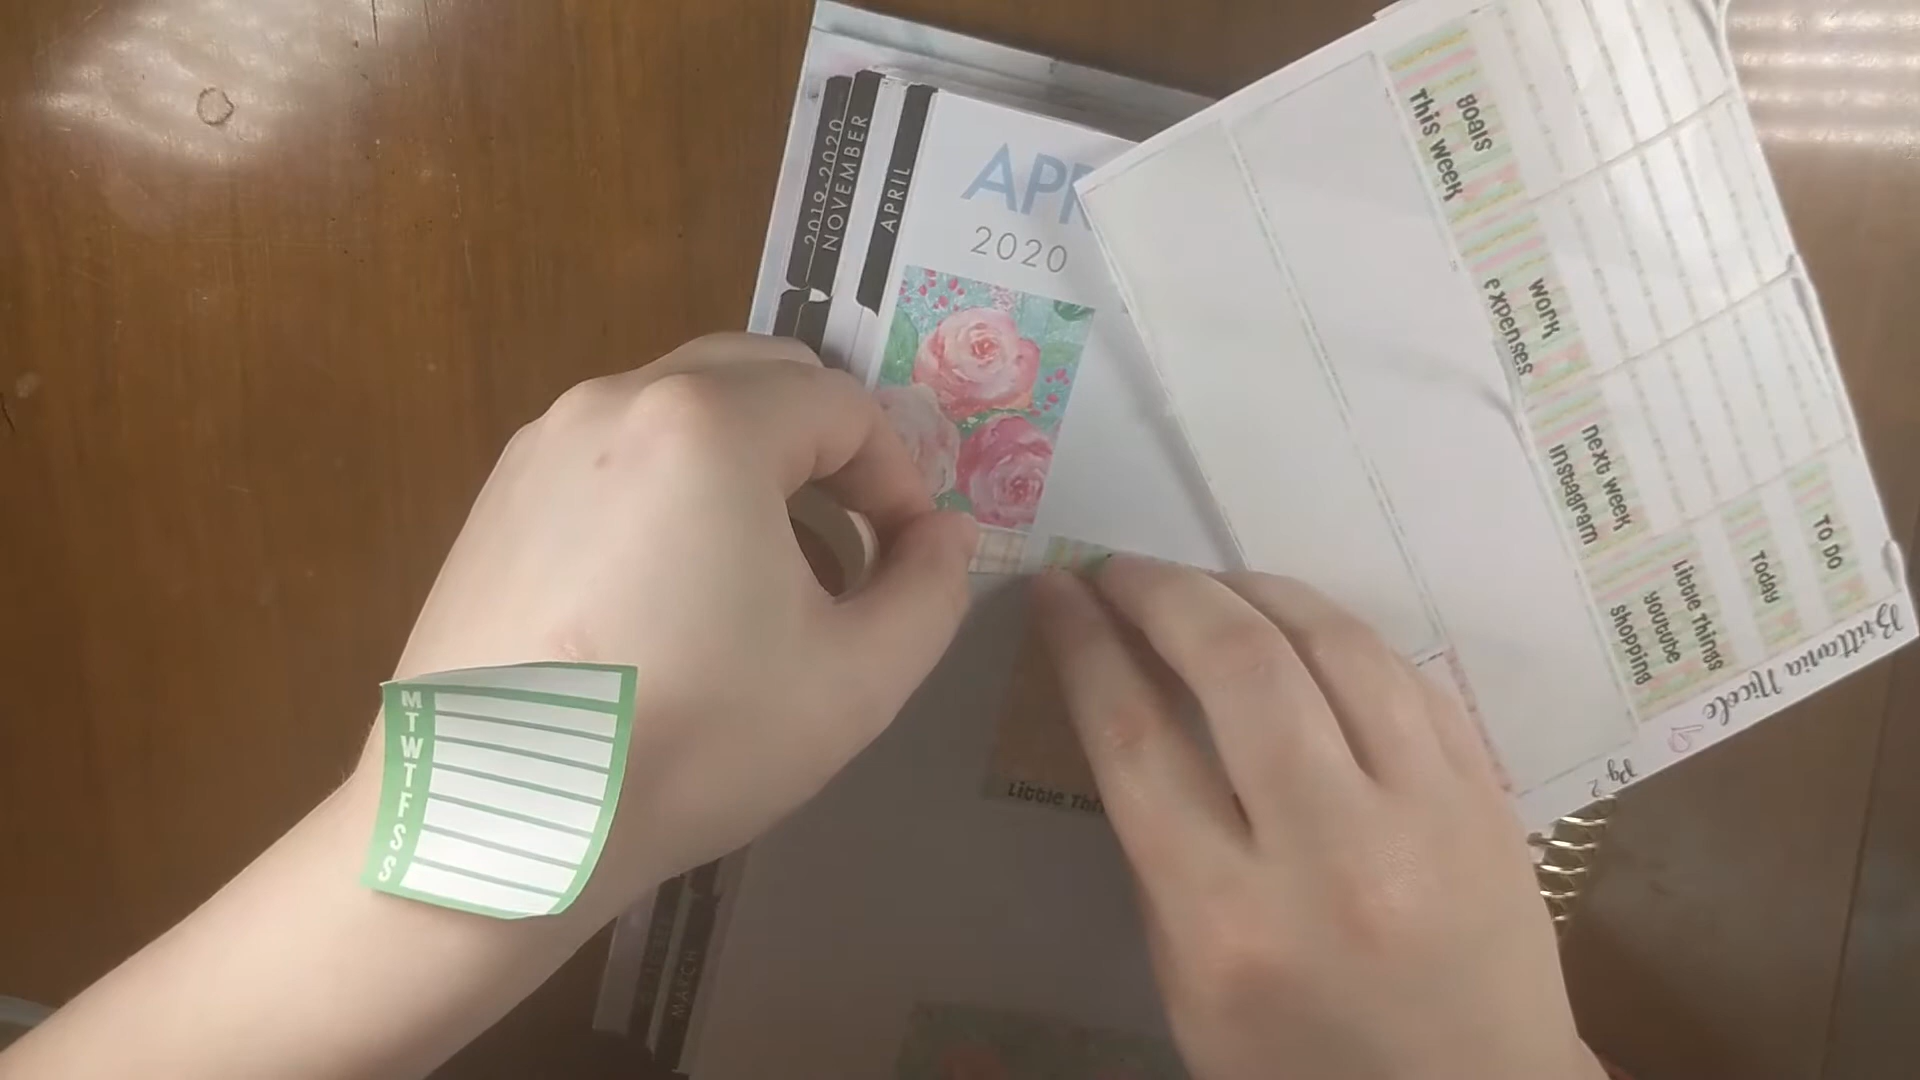 2019-2020
NOVEMBER
APRIL
APR
2020
goals
This week
work
expenses
next week
instagram
Little Things
youtube
shopping
Today
To Do
Brittania Nicole
Pg. 2
Little Thi
M
T
W
T
F
S
S
MARCH